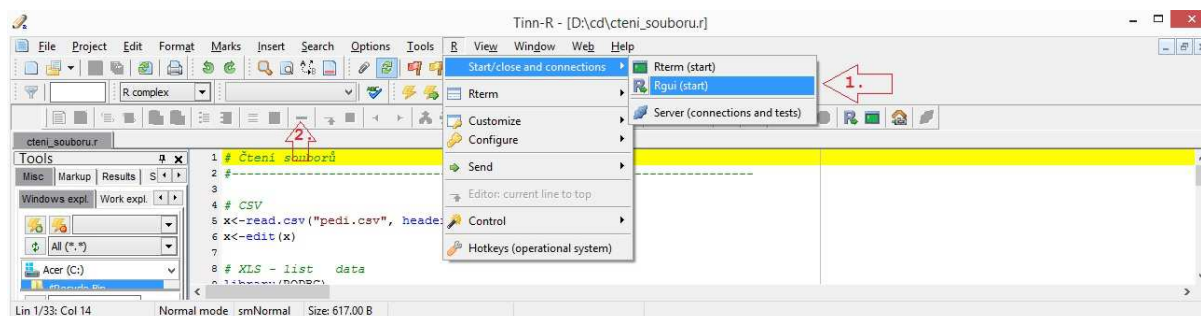 Tinn-R - [D:\cd\cteni_souboru.r]
File Project Edit Format Marks Insert Search Options Tools R View Window Web Help
Start/close and connections
Rterm (start)
Rgui (start)
Server (connections and tests)
1.
R complex
Rterm
Customize
Configure
Send
Editor: current line to top
Control
Hotkeys (operational system)
2.
cteni_souboru.r
Tools
Misc Markup Results S
Windows expl. Work expl.
All (*.*)
Acer (C:)
1 # Čtení souborů
2 #--------------------------------------------------------------------------
3
4 # CSV
5 x<-read.csv("pedi.csv", heade
6 x<-edit(x)
7
8 # XLS - list data
Lin 1/33: Col 14 Normal mode smNormal Size: 617.00 B